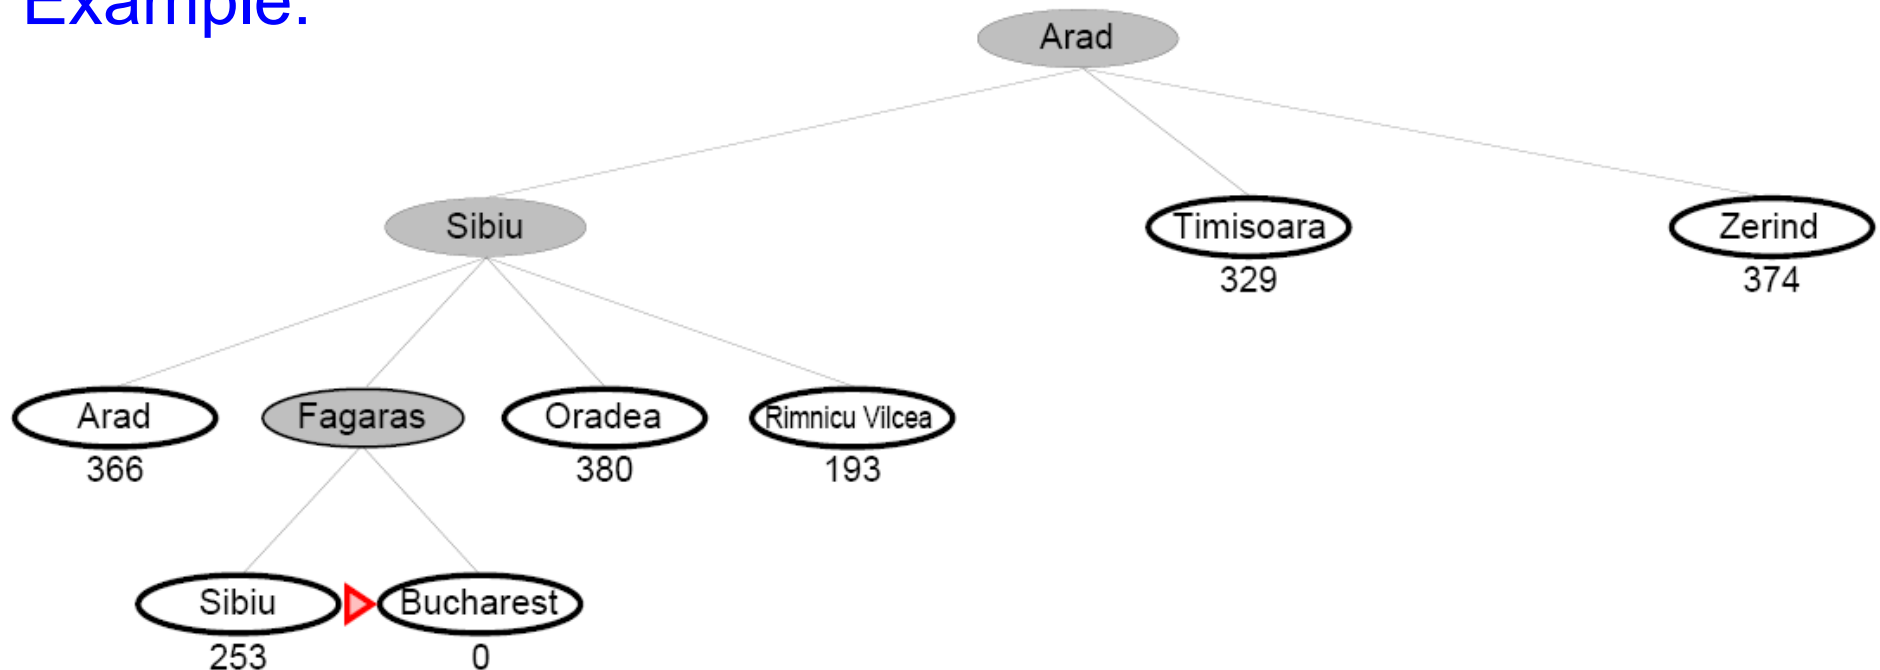 Example:
Arad
Sibiu Timisoara Zerind
329 374
Arad Fagaras Oradea Rimnicu Vilcea
366 380 193
Sibiu Bucharest
253 0